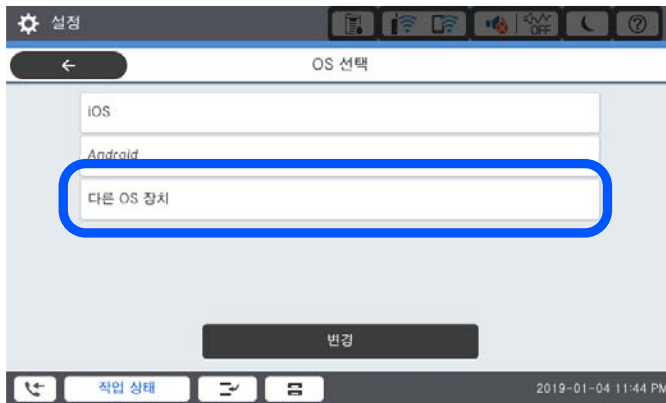 설정
OFF
?
OS 선택
iOS
Android
다른 OS 장치
변경
작업 상태
2019-01-04 11:44 PM